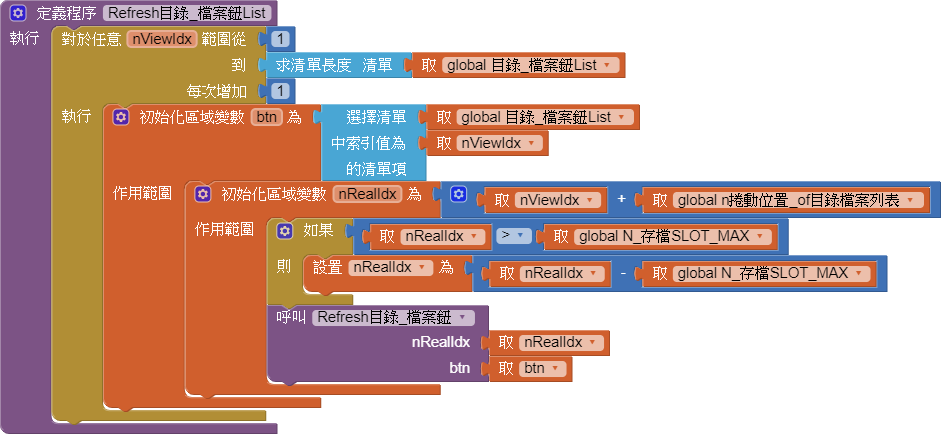 定義程序 Refresh目錄_檔案鈕List
執行 對於任意 nViewIdx 範圍從 1
到 求清單長度 清單 取 global 目錄_檔案鈕List
每次增加 1
執行 初始化區域變數 btn 為 選擇清單 取 global 目錄_檔案鈕List
中索引值為 取 nViewIdx
的清單項
作用範圍 初始化區域變數 nRealIdx 為 取 nViewIdx + 取 global n捲動位置_of目錄檔案列表
作用範圍 如果 取 nRealIdx > 取 global N_存檔SLOT_MAX
則 設置 nRealIdx 為 取 nRealIdx - 取 global N_存檔SLOT_MAX
呼叫 Refresh目錄_檔案鈕
nRealIdx 取 nRealIdx
btn 取 btn